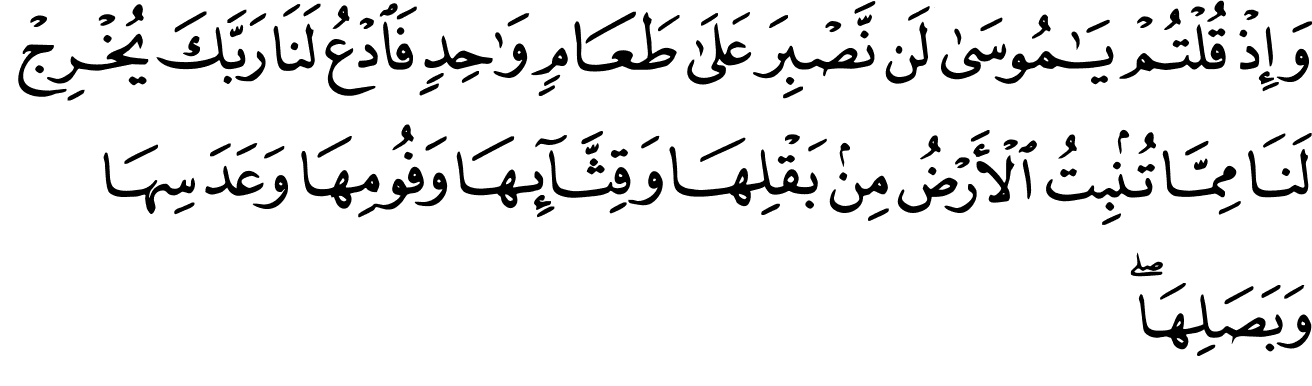 وَإِذۡ قُلۡتُمۡ يَـٰمُوسَىٰ لَن نَّصۡبِرَ عَلَىٰ طَعَامٍ وَٰحِدٍ فَٱدۡعُ لَنَا رَبَّكَ يُخۡرِجۡ
لَنَا مِمَّا تُنۢبِتُ ٱلۡأَرۡضُ مِنۢ بَقۡلِهَا وَقِثَّآئِهَا وَفُومِهَا وَعَدَسِهَا
وَبَصَلِهَاۖ